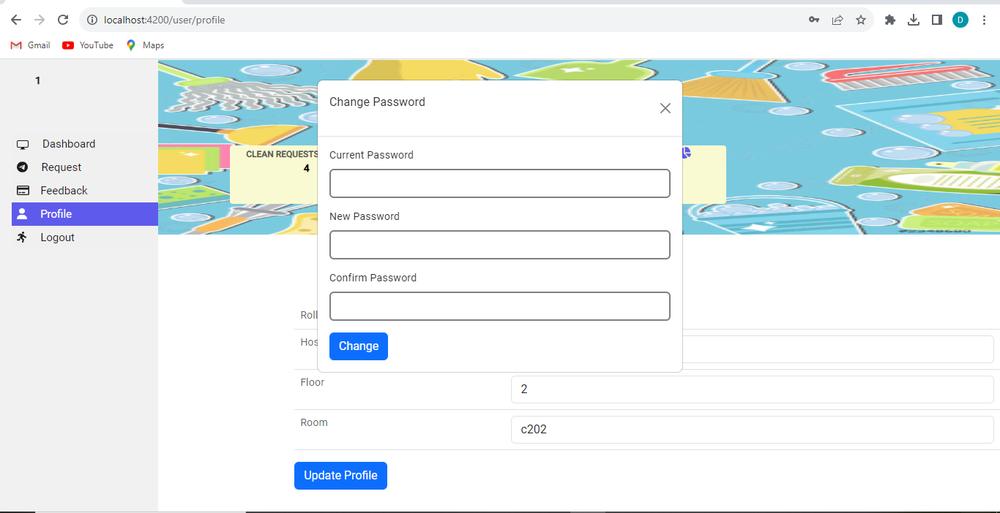 localhost:4200/user/profile
D
Gmail
YouTube
Maps
1
Dashboard
Request
Feedback
Profile
Logout
CLEAN REQUESTS
4
Change Password
Current Password
New Password
Confirm Password
Change
Roll
Hos
Floor
2
Room
c202
Update Profile